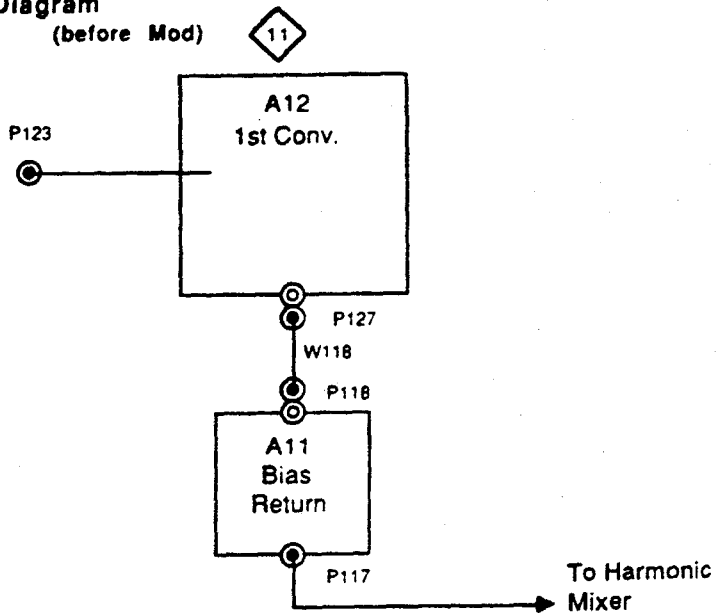 Diagram
(before Mod)
11
A12
1st Conv.
P123
P127
W118
P118
A11
Bias
Return
P117
To Harmonic
Mixer